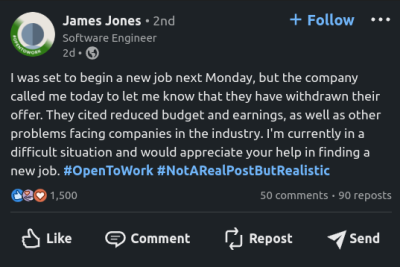 James Jones • 2nd
+ Follow
Software Engineer
2d •
#OPENTOWORK
I was set to begin a new job next Monday, but the company
called me today to let me know that they have withdrawn their
offer. They cited reduced budget and earnings, as well as other
problems facing companies in the industry. I'm currently in a
difficult situation and would appreciate your help in finding a
new job. #OpenToWork #NotARealPostButRealistic
1,500
50 comments • 90 reposts
Like
Comment
Repost
Send